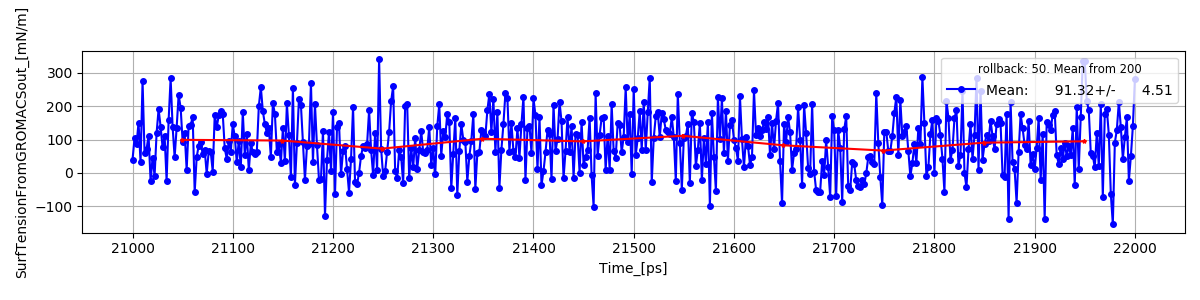 SurfTensionFromGROMACSout_[mN/m]
300
200
100
0
−100
rollback: 50. Mean from 200
Mean: 91.32+/- 4.51
21000 21100 21200 21300 21400 21500 21600 21700 21800 21900 22000
Time_[ps]